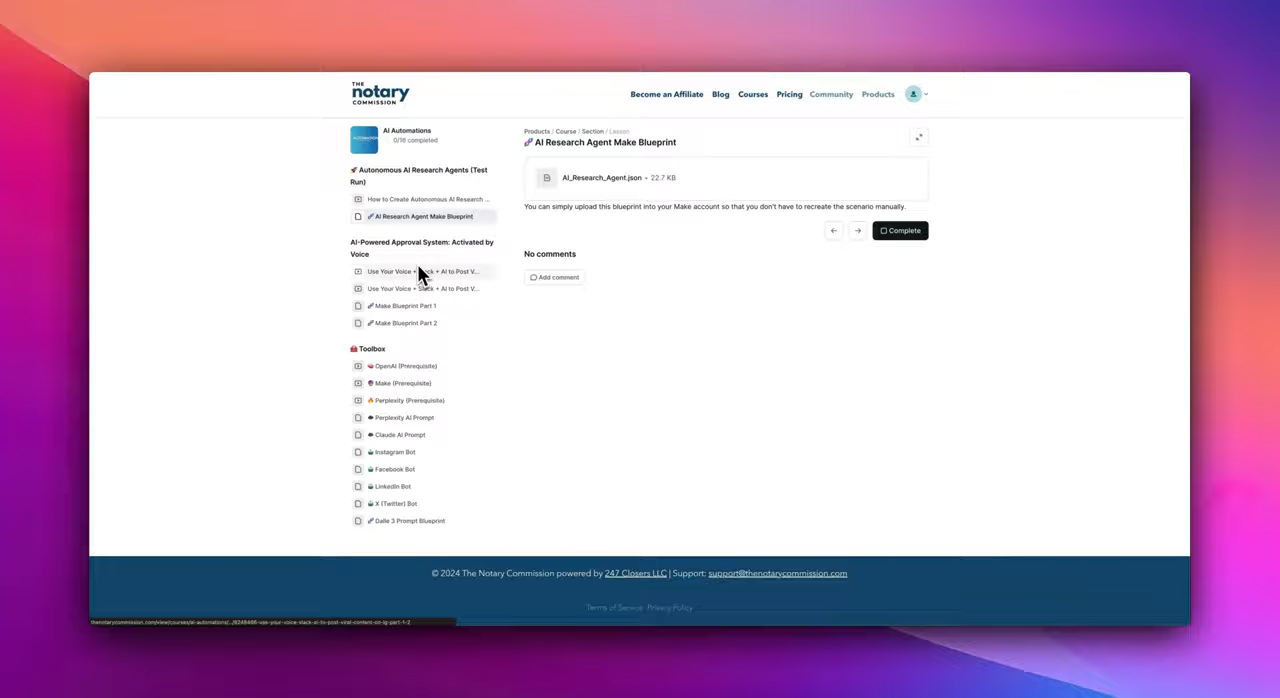 THE
notary
COMMISSION
Become an Affiliate Blog Courses Pricing Community Products
AI Automations
0/16 completed
Autonomous AI Research Agents (Test
Run)
How to Create Autonomous AI Research ...
AI Research Agent Make Blueprint
AI-Powered Approval System: Activated by
Voice
Use Your Voice + Slack + AI to Post V...
Use Your Voice + Slack + AI to Post V...
Make Blueprint Part 1
Make Blueprint Part 2
Toolbox
OpenAI (Prerequisite)
Make (Prerequisite)
Perplexity (Prerequisite)
Perplexity AI Prompt
Claude AI Prompt
Instagram Bot
Facebook Bot
LinkedIn Bot
X (Twitter) Bot
Dalle 3 Prompt Blueprint
Products / Course / Section / Lesson
AI Research Agent Make Blueprint
AI_Research_Agent.json • 22.7 KB
You can simply upload this blueprint into your Make account so that you don't have to recreate the scenario manually.
← → Complete
No comments
Add comment
© 2024 The Notary Commission powered by 247 Closers LLC | Support: support@thenotarycommission.com
Terms of Service Privacy Policy